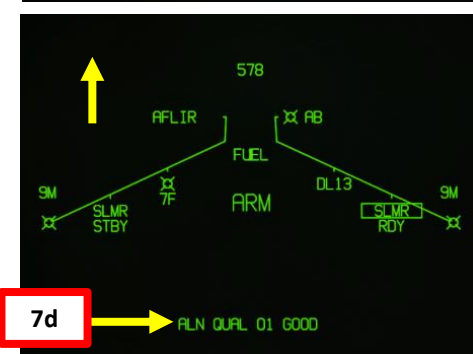 578
AFLIR AB
FUEL
7F DL13
9M 9M
ARM
SLMR SLMR
STBY RDY
7d
ALN QUAL 01 GOOD